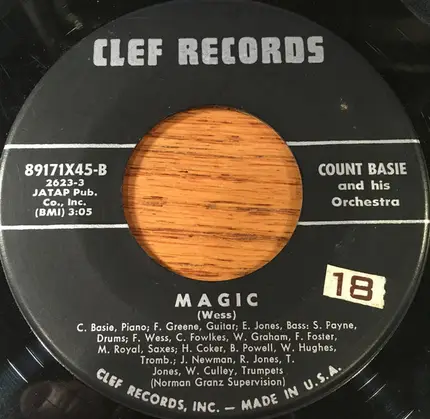 CLEF RECORDS
89171X45-B
2623-3
JATAP Pub.
Co., Inc.
(BMI) 3:05
COUNT BASIE
and his
Orchestra
MAGIC
(Wess)
18
C. Basie, Piano; F. Greene, Guitar; E. Jones, Bass: S. Payne,
Drums; F. Wess, C. Fowlkes, W. Graham, F. Foster,
M. Royal, Saxes; H. Coker, B. Powell, W. Hughes,
Tromb.; J. Newman, R. Jones, T.
Jones, W. Culley, Trumpets
(Norman Granz Supervision)
CLEF RECORDS, INC. — MADE IN U.S.A.